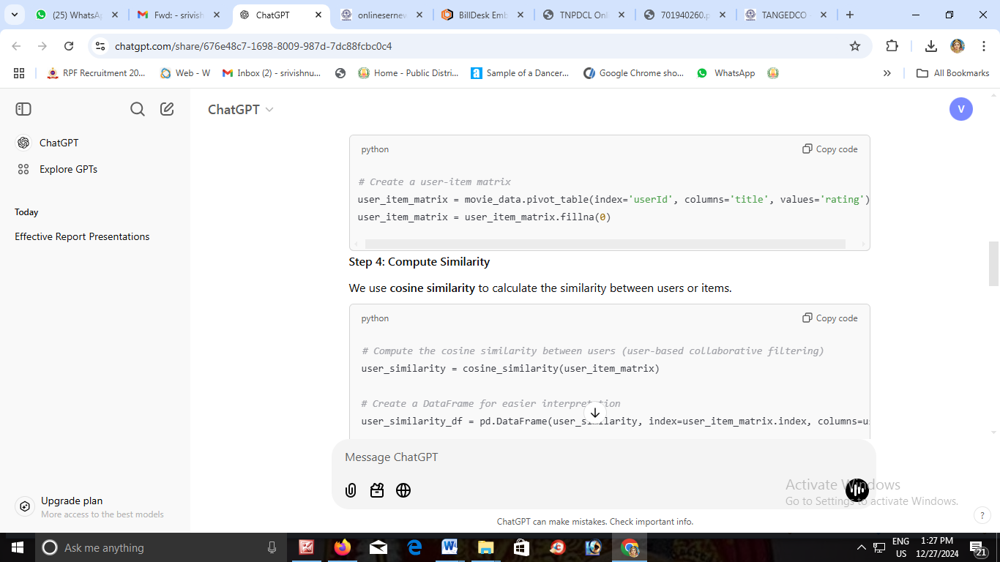 (25) WhatsA
Fwd: - srivish
ChatGPT
onlinesernew
BillDesk Emb
TNPDCL Onl
701940260.p
TANGEDCO
chatgpt.com/share/676e48c7-1698-8009-987d-7dc88fcbc0c4
RPF Recruitment 20...
Web - W
Inbox (2) - srivishnu...
Home - Public Distri...
Sample of a Dancer...
Google Chrome sho...
WhatsApp
All Bookmarks
ChatGPT
V
ChatGPT
Explore GPTs
Today
Effective Report Presentations
python
Copy code
# Create a user-item matrix
user_item_matrix = movie_data.pivot_table(index='userId', columns='title', values='rating')
user_item_matrix = user_item_matrix.fillna(0)
Step 4: Compute Similarity
We use cosine similarity to calculate the similarity between users or items.
python
Copy code
# Compute the cosine similarity between users (user-based collaborative filtering)
user_similarity = cosine_similarity(user_item_matrix)
# Create a DataFrame for easier interpretation
user_similarity_df = pd.DataFrame(user_similarity, index=user_item_matrix.index, columns=us
Message ChatGPT
Activate Windows
Go to Settings to activate Windows.
Upgrade plan
More access to the best models
ChatGPT can make mistakes. Check important info.
?
Ask me anything
ENG
US
1:27 PM
12/27/2024
21